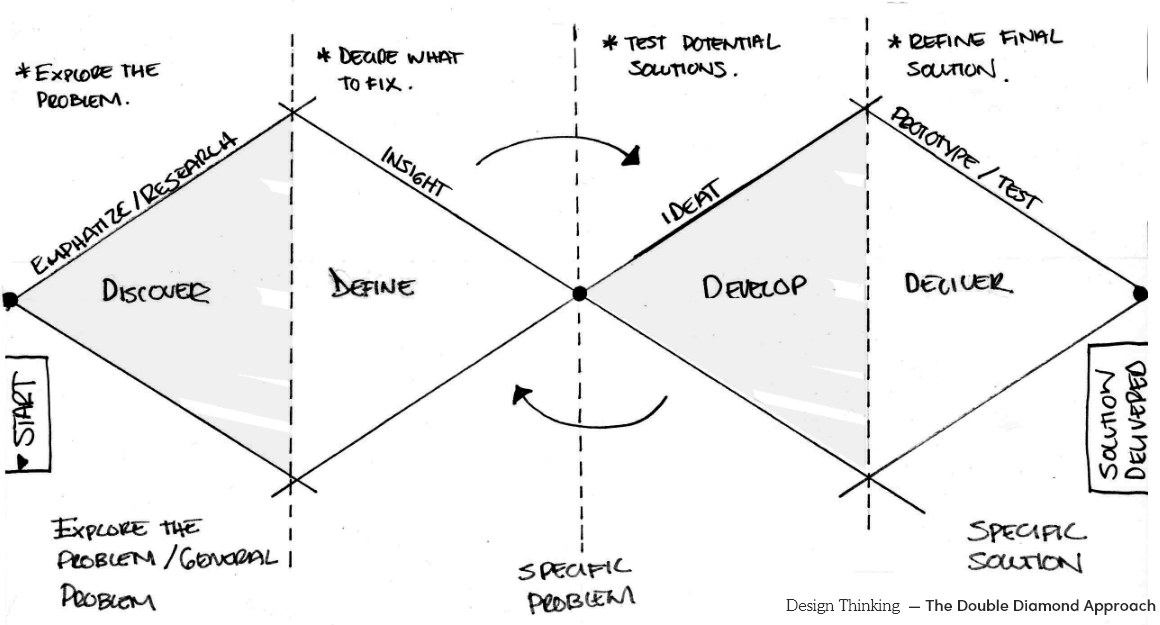 * EXPLORE THE
PROBLEM.
* DECIDE WHAT
TO FIX.
* TEST POTENTIAL
SOLUTIONS.
* REFINE FINAL
SOLUTION.
EMPHATIZE/RESEARCH
INSIGHT
IDEAT
PROTOTYPE / TEST
DISCOVER
DEFINE
DEVELOP
DELIVER
START
SOLUTION
DELIVERED
EXPLORE THE
PROBLEM / GENERAL
PROBLEM
SPECIFIC
PROBLEM
SPECIFIC
SOLUTION
Design Thinking — The Double Diamond Approach